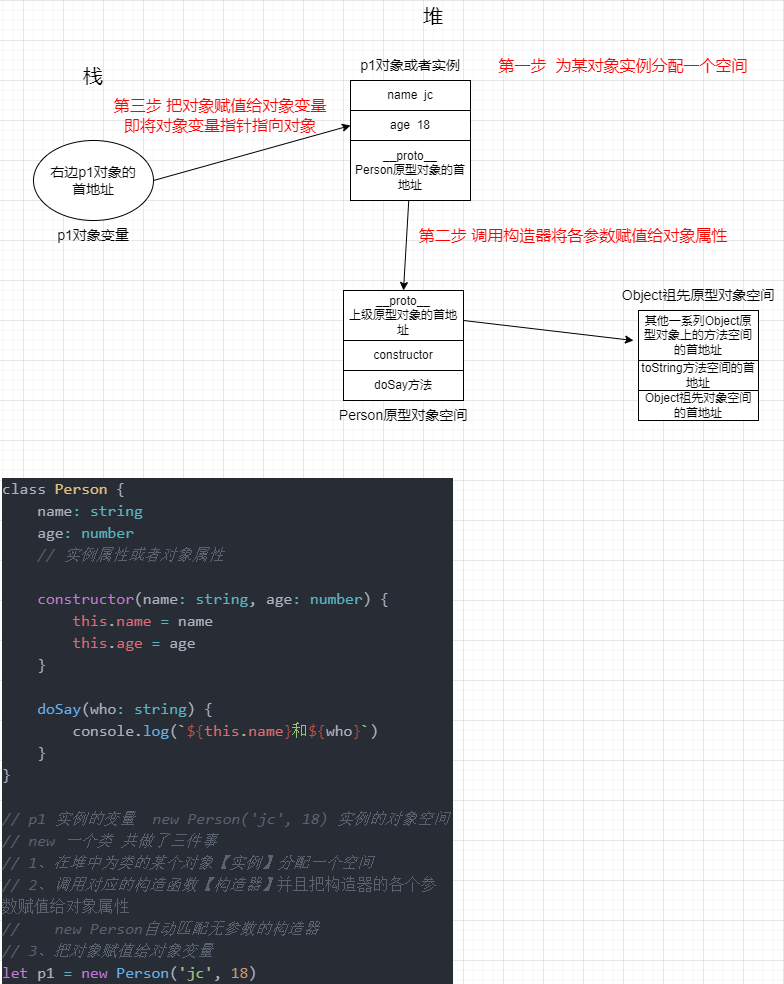 堆
栈
p1对象或者实例
第一步 为某对象实例分配一个空间
name jc
第三步 把对象赋值给对象变量
即将对象变量指针指向对象
age 18
__proto__
Person原型对象的首
地址
右边p1对象的
首地址
p1对象变量
第二步 调用构造器将各参数赋值给对象属性
__proto__
上级原型对象的首地
址
constructor
doSay方法
Person原型对象空间
Object祖先原型对象空间
其他一系列Object原
型对象上的方法空间
的首地址
toString方法空间的首
地址
Object祖先对象空间
的首地址
class Person {
    name: string
    age: number
    // 实例属性或者对象属性
    constructor(name: string, age: number) {
        this.name = name
        this.age = age
    }
    doSay(who: string) {
        console.log(`${this.name}和${who}`)
    }
}
// p1 实例的变量  new Person('jc', 18) 实例的对象空间
// new 一个类 共做了三件事
// 1、在堆中为类的某个对象【实例】分配一个空间
// 2、调用对应的构造函数【构造器】并且把构造器的各个参
数赋值给对象属性
//    new Person自动匹配无参数的构造器
// 3、把对象赋值给对象变量
let p1 = new Person('jc', 18)